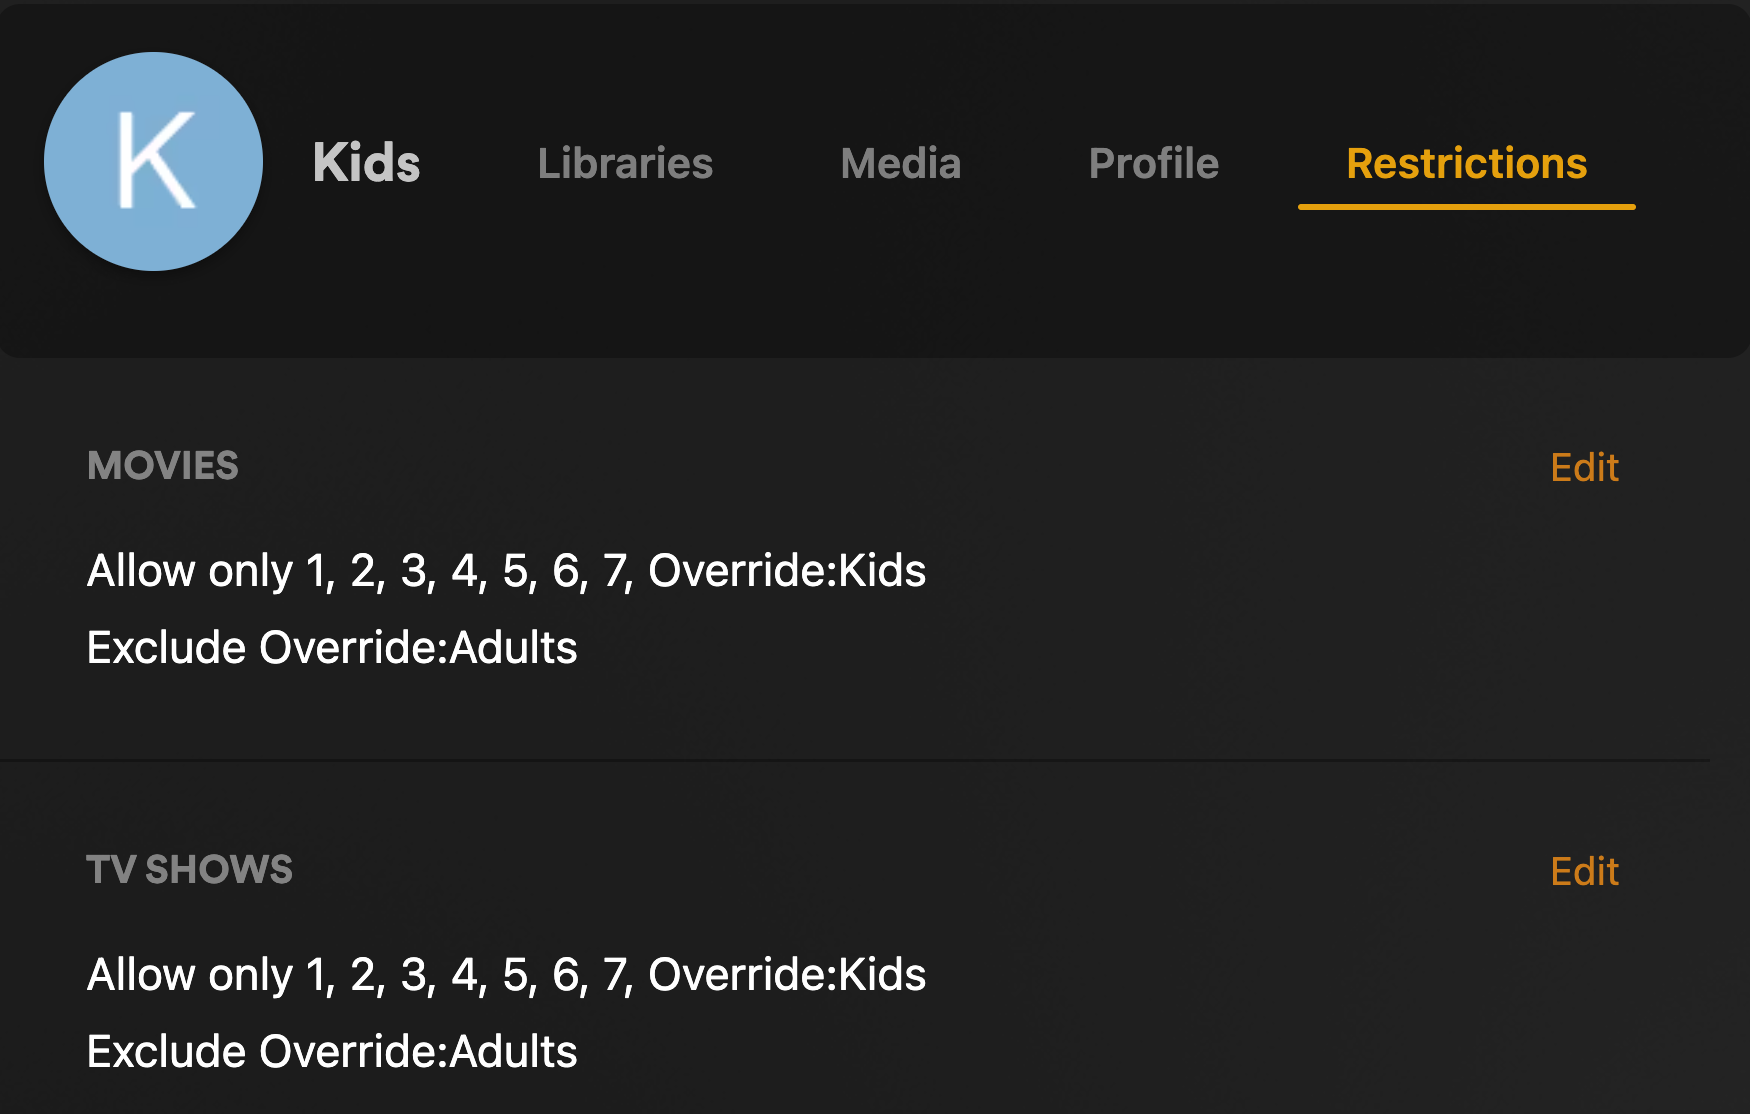 K
Kids Libraries Media Profile Restrictions
MOVIES Edit
Allow only 1, 2, 3, 4, 5, 6, 7, Override:Kids
Exclude Override:Adults
TV SHOWS Edit
Allow only 1, 2, 3, 4, 5, 6, 7, Override:Kids
Exclude Override:Adults